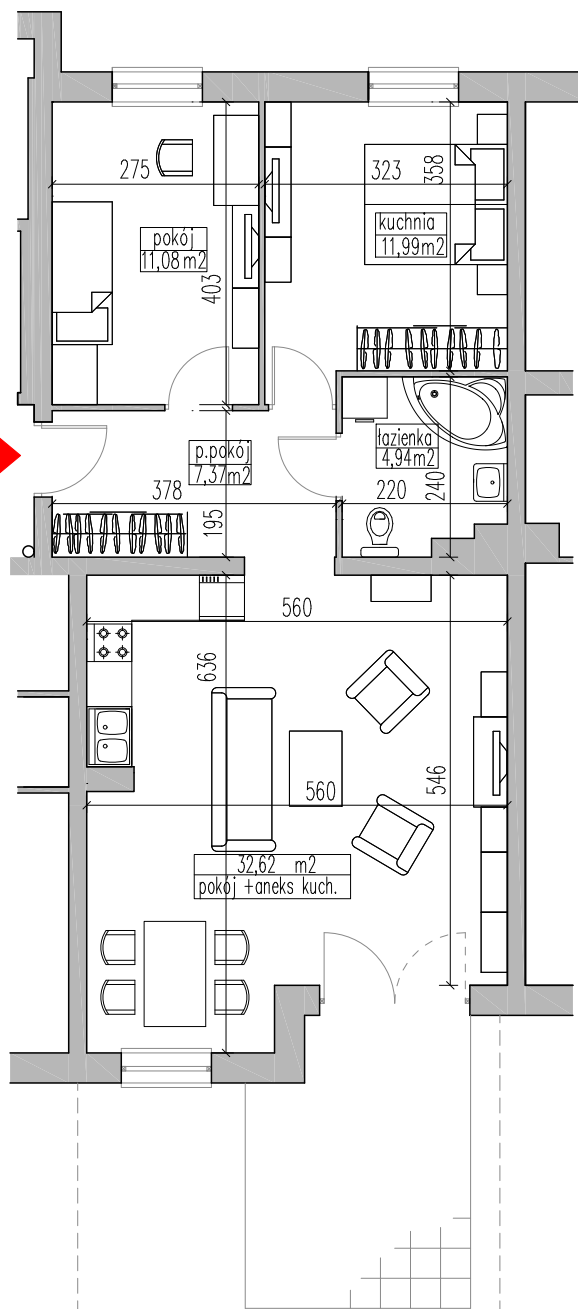 275
323
358
pokój
11,08 m2
kuchnia
11,99m2
403
p.pokój
7,37m2
łazienka
4,94m2
378
220
240
195
560
636
546
560
32,62 m2
pokój +aneks kuch.